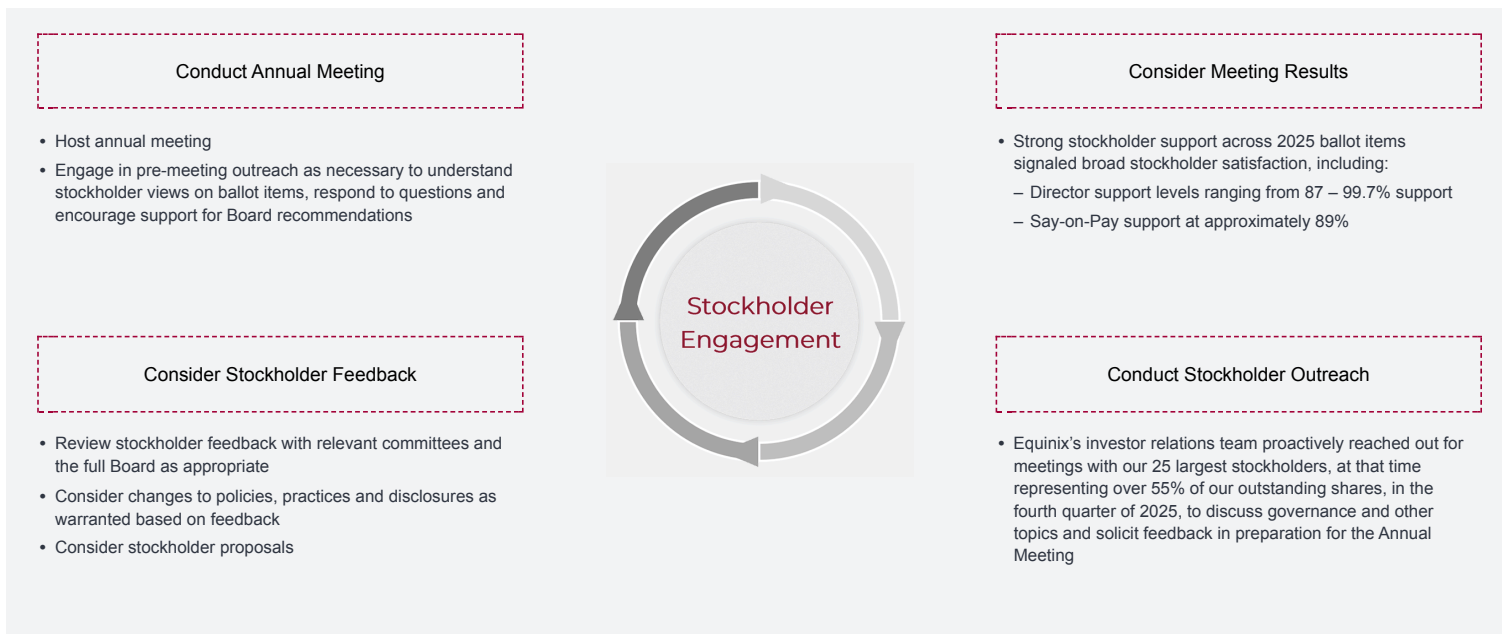 Conduct Annual Meeting
• Host annual meeting
• Engage in pre-meeting outreach as necessary to understand
stockholder views on ballot items, respond to questions and
encourage support for Board recommendations
Consider Meeting Results
• Strong stockholder support across 2025 ballot items
signaled broad stockholder satisfaction, including:
– Director support levels ranging from 87 – 99.7% support
– Say-on-Pay support at approximately 89%
Stockholder
Engagement
Consider Stockholder Feedback
• Review stockholder feedback with relevant committees and
the full Board as appropriate
• Consider changes to policies, practices and disclosures as
warranted based on feedback
• Consider stockholder proposals
Conduct Stockholder Outreach
• Equinix’s investor relations team proactively reached out for
meetings with our 25 largest stockholders, at that time
representing over 55% of our outstanding shares, in the
fourth quarter of 2025, to discuss governance and other
topics and solicit feedback in preparation for the Annual
Meeting